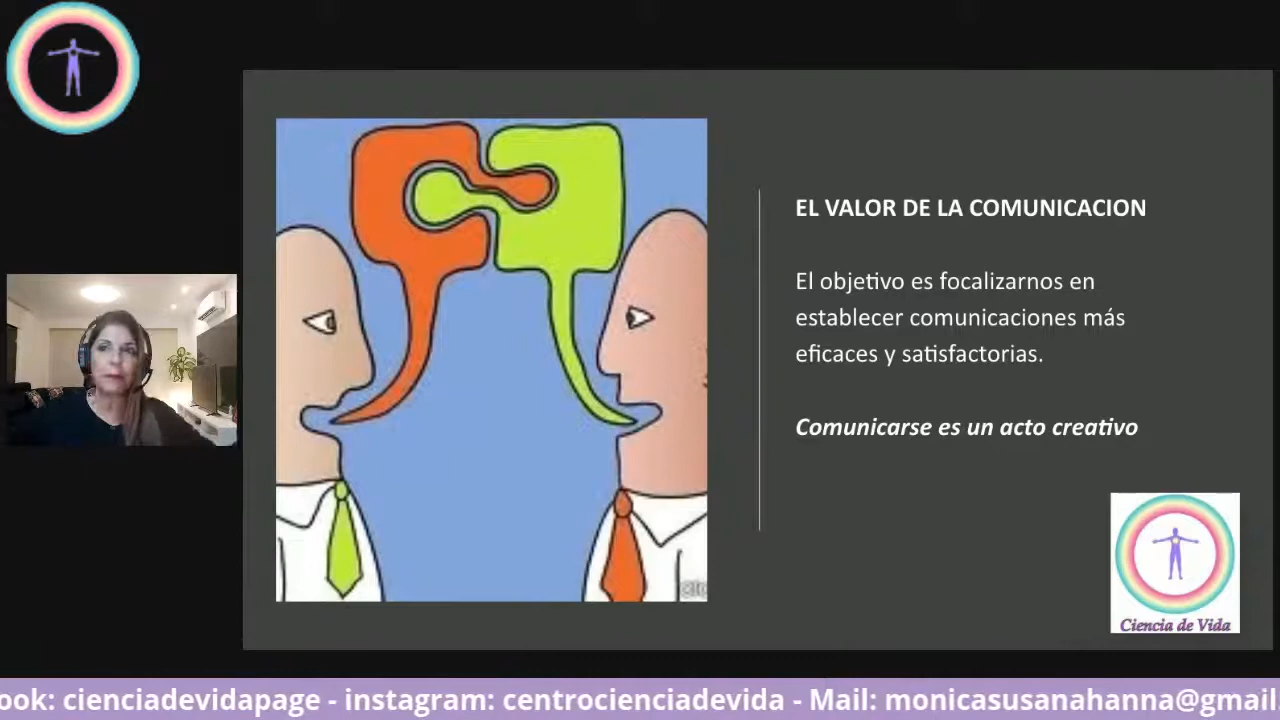 EL VALOR DE LA COMUNICACION
El objetivo es focalizarnos en
establecer comunicaciones más
eficaces y satisfactorias.
Comunicarse es un acto creativo
Ciencia de Vida
ook: cienciadevidapage - instagram: centrocienciadevida - Mail: monicasusanahanna@gmail.